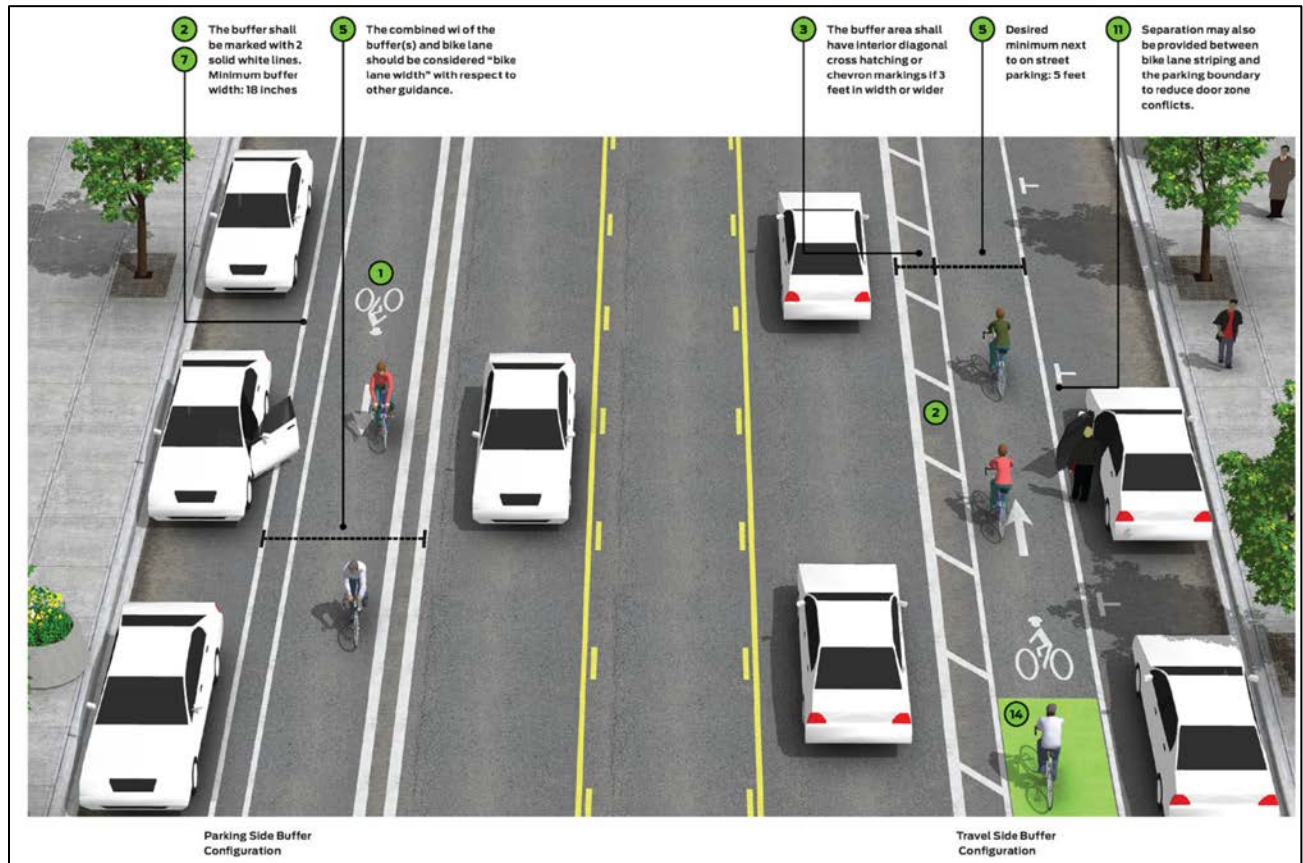 2
7
The buffer shall
be marked with 2
solid white lines.
Minimum buffer
width: 18 inches
5
The combined wi of the
buffer(s) and bike lane
should be considered “bike
lane width” with respect to
other guidance.
3
The buffer area shall
have interior diagonal
cross hatching or
chevron markings if 3
feet in width or wider
5
Desired
minimum next
to on street
parking: 5 feet
11
Separation may also
be provided between
bike lane striping and
the parking boundary
to reduce door zone
conflicts.
1
2
14
Parking Side Buffer
Configuration
Travel Side Buffer
Configuration